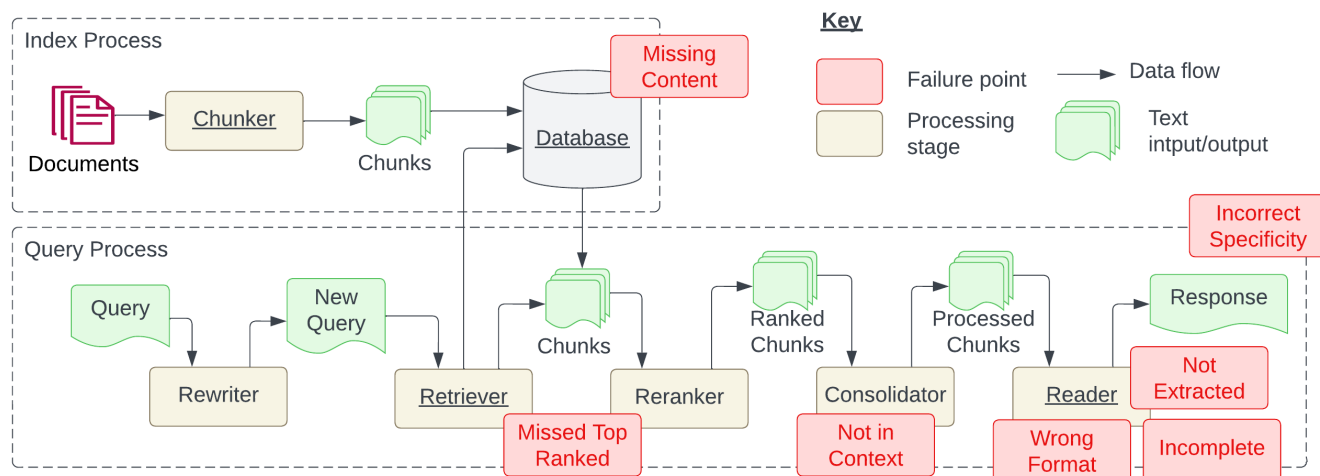 Index Process
Documents
Chunker
Chunks
Database
Missing
Content
Key
Failure point
Data flow
Processing
stage
Text
intput/output
Query Process
Incorrect
Specificity
Query
New
Query
Chunks
Ranked
Chunks
Processed
Chunks
Response
Rewriter
Retriever
Reranker
Consolidator
Reader
Missed Top
Ranked
Not in
Context
Not
Extracted
Wrong
Format
Incomplete